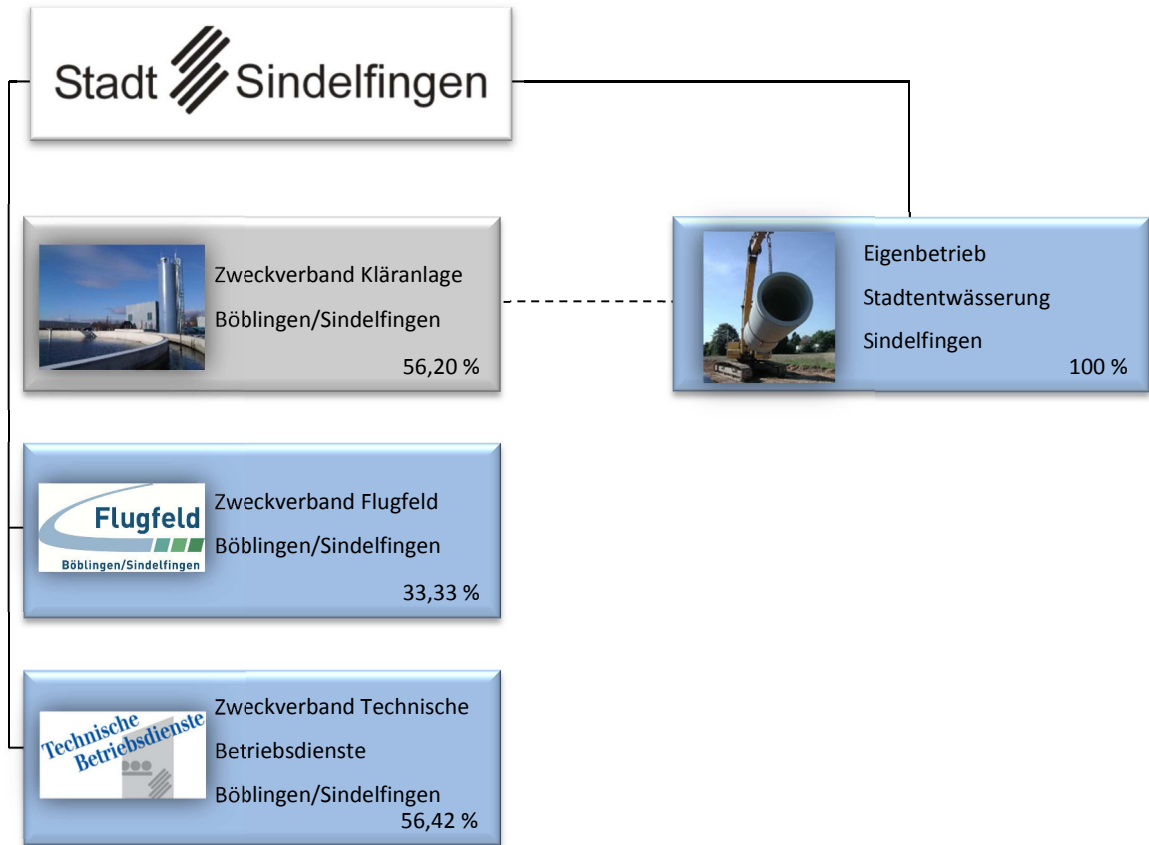 Stadt Sindelfingen
Zweckverband Kläranlage
Böblingen/Sindelfingen
56,20 %
Eigenbetrieb
Stadtentwässerung
Sindelfingen
100 %
Flugfeld
Böblingen/Sindelfingen
Zweckverband Flugfeld
Böblingen/Sindelfingen
33,33 %
Technische
Betriebsdienste
Zweckverband Technische
Betriebsdienste
Böblingen/Sindelfingen
56,42 %